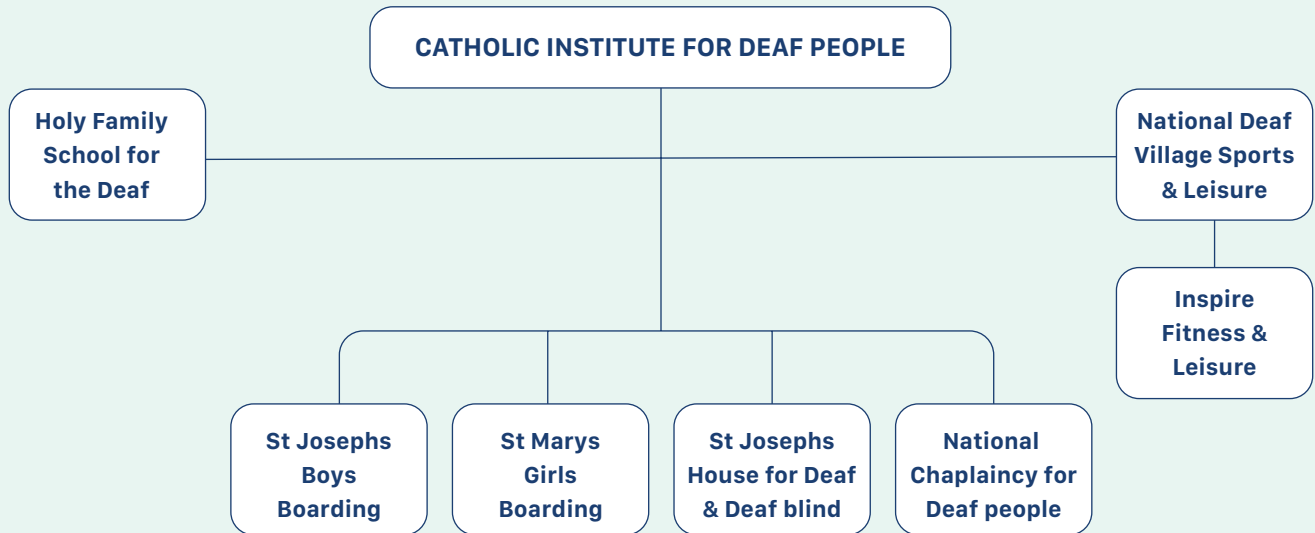 CATHOLIC INSTITUTE FOR DEAF PEOPLE
Holy Family
School for
the Deaf
National Deaf
Village Sports
& Leisure
Inspire
Fitness &
Leisure
St Josephs
Boys
Boarding
St Marys
Girls
Boarding
St Josephs
House for Deaf
& Deaf blind
National
Chaplaincy for
Deaf people